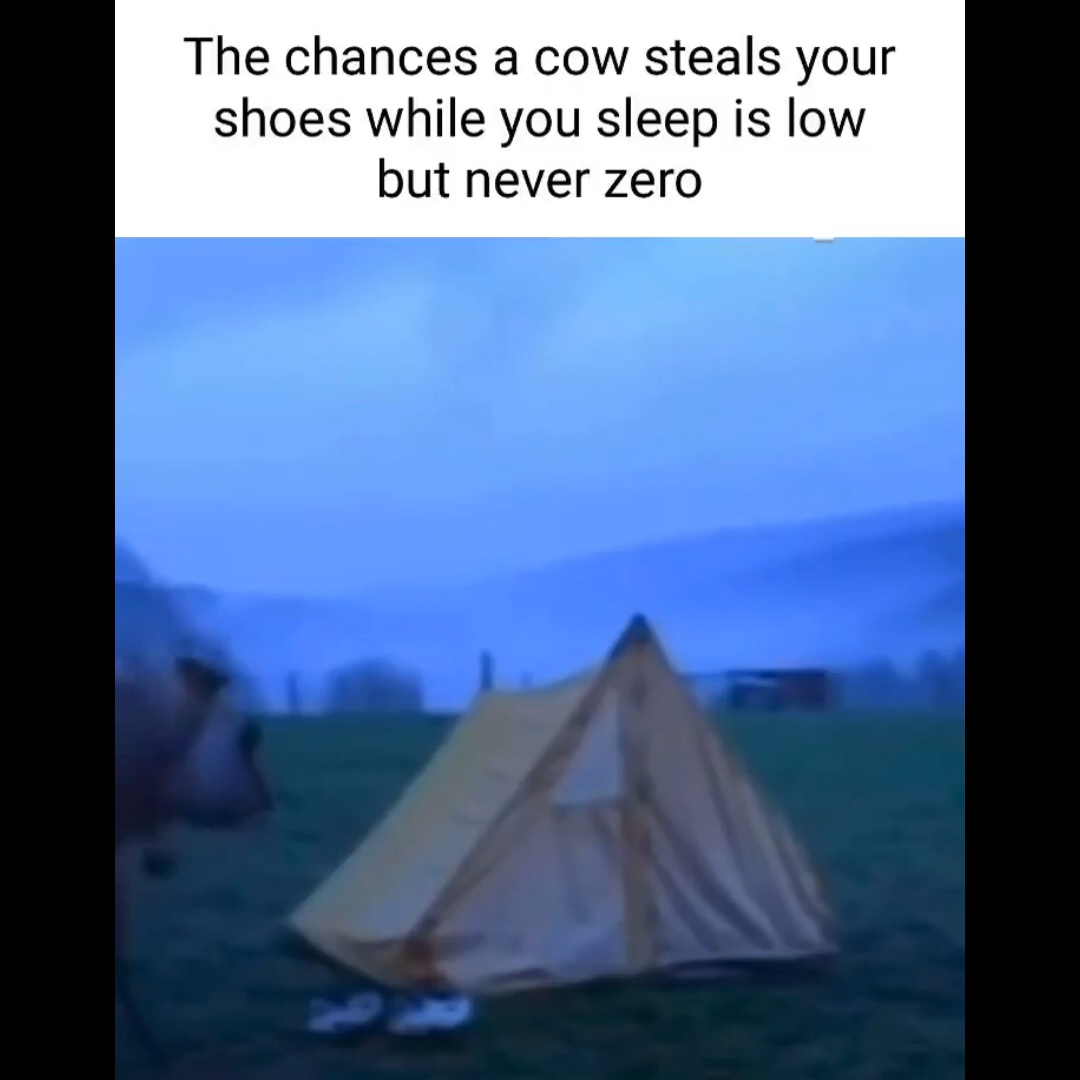 The chances a cow steals your
shoes while you sleep is low
but never zero